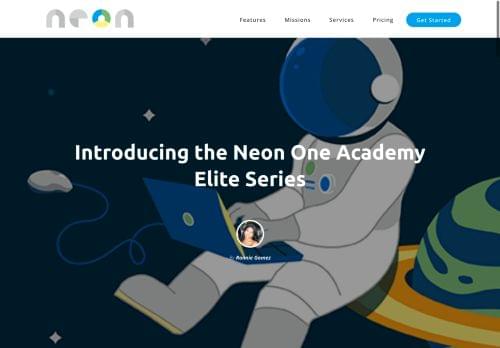 neon
Features
Missions
Services
Pricing
Get Started
Introducing the Neon One Academy
Elite Series
By Ronnie Gomez